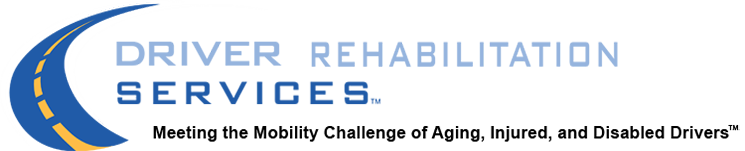 DRIVER REHABILITATION
SERVICES™
Meeting the Mobility Challenge of Aging, Injured, and Disabled Drivers™